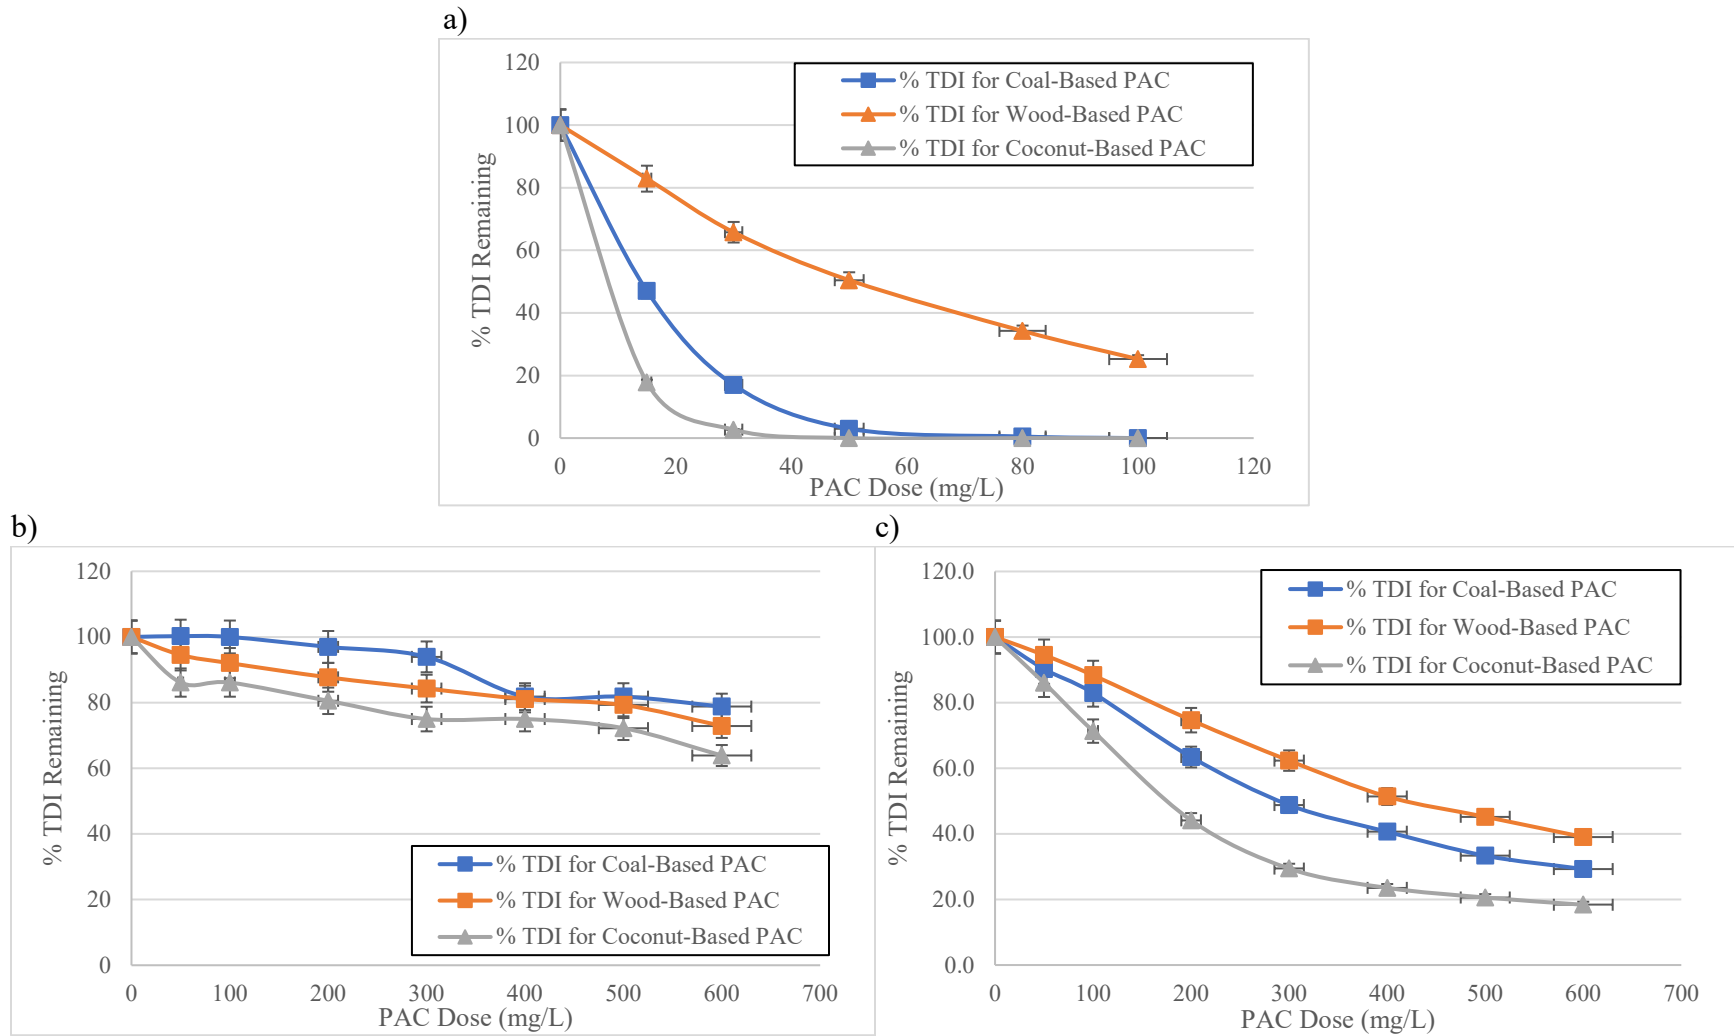 a)
120
100
80
60
40
20
0
% TDI Remaining
% TDI for Coal-Based PAC
% TDI for Wood-Based PAC
% TDI for Coconut-Based PAC
0 20 40 60 80 100 120
PAC Dose (mg/L)
b)
120
100
80
60
40
20
0
% TDI Remaining
% TDI for Coal-Based PAC
% TDI for Wood-Based PAC
% TDI for Coconut-Based PAC
0 100 200 300 400 500 600 700
PAC Dose (mg/L)
c)
120.0
100.0
80.0
60.0
40.0
20.0
0.0
% TDI Remaining
% TDI for Coal-Based PAC
% TDI for Wood-Based PAC
% TDI for Coconut-Based PAC
0 100 200 300 400 500 600 700
PAC Dose (mg/L)